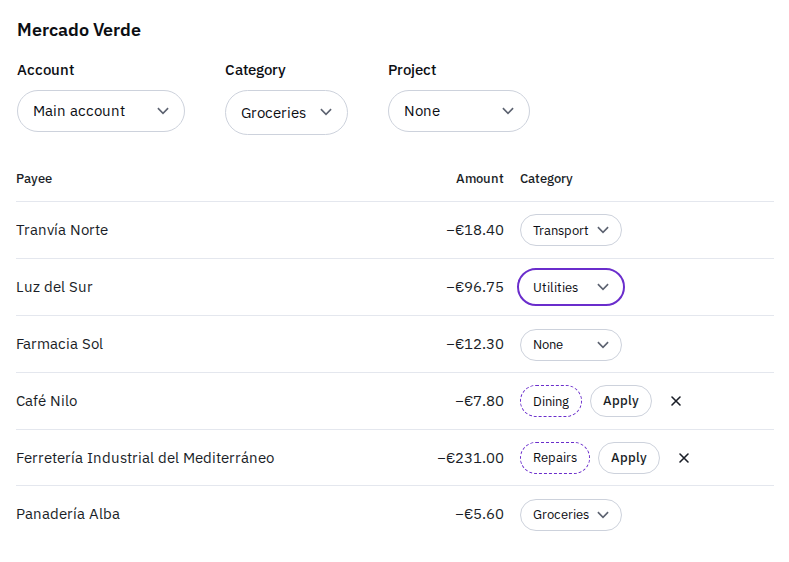 Mercado Verde
Account Category Project
Main account Groceries None
Payee Amount Category
Tranvía Norte −€18.40 Transport
Luz del Sur −€96.75 Utilities
Farmacia Sol −€12.30 None
Café Nilo −€7.80 Dining Apply
Ferretería Industrial del Mediterráneo −€231.00 Repairs Apply
Panadería Alba −€5.60 Groceries